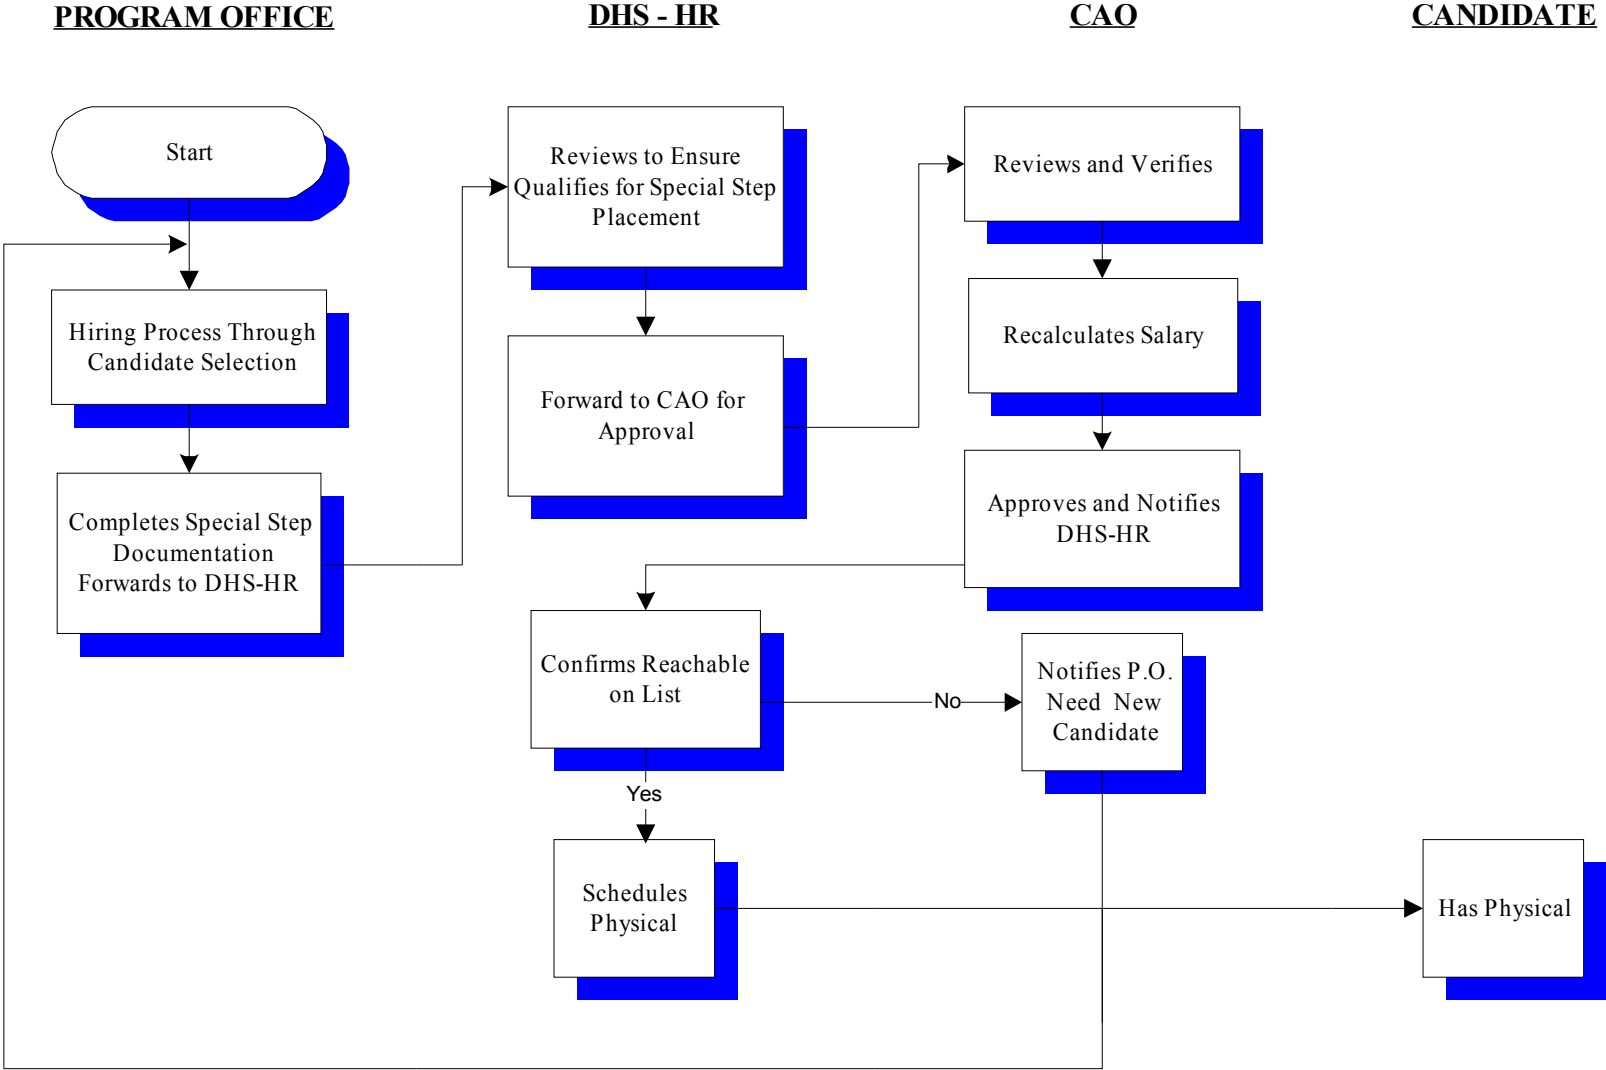 PROGRAM OFFICE
DHS - HR
CAO
CANDIDATE
Start
Hiring Process Through
Candidate Selection
Completes Special Step
Documentation
Forwards to DHS-HR
Reviews to Ensure
Qualifies for Special Step
Placement
Forward to CAO for
Approval
Reviews and Verifies
Recalculates Salary
Approves and Notifies
DHS-HR
Confirms Reachable
on List
No
Notifies P.O.
Need New
Candidate
Yes
Schedules
Physical
Has Physical